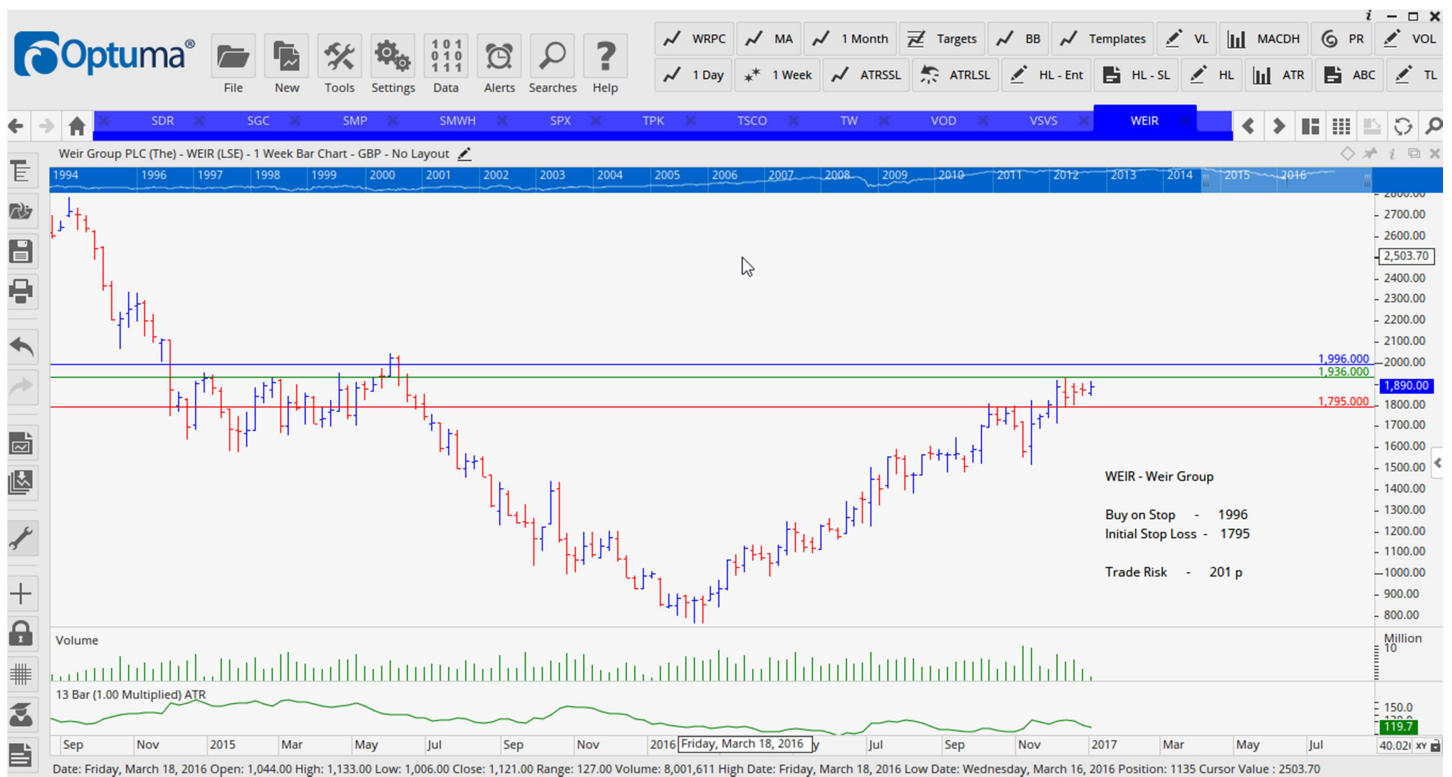 i
Optuma®
WRPC MA 1 Month Targets BB Templates VL MACDH PR VOL
1 Day 1 Week ATRSSL ATRLSL HL - Ent HL - SL HL ATR ABC TL
101
010
111
?
File New Tools Settings Data Alerts Searches Help
SDR SGC SMP SMWH SPX TPK TSCO TW VOD VSVS WEIR
Weir Group PLC (The) - WEIR (LSE) - 1 Week Bar Chart - GBP - No Layout
i
1994 1996 1997 1998 1999 2000 2001 2002 2003 2004 2005 2006 2007 2008 2009 2010 2011 2012 2013 2014 2015 2016
2800.00
2700.00
2600.00
2,503.70
2400.00
2300.00
2200.00
2100.00
1,996.000
2000.00
1,936.000
1,890.00
1,795.000
1800.00
1700.00
1600.00
1500.00
1400.00
1300.00
1200.00
1100.00
1000.00
900.00
800.00
WEIR - Weir Group
Buy on Stop - 1996
Initial Stop Loss - 1795
Trade Risk - 201 p
Volume
Million
10
13 Bar (1.00 Multiplied) ATR
150.0
119.7
Sep Nov 2015 Mar May Jul Sep Nov 2016 Friday, March 18, 2016 y Jul Sep Nov 2017 Mar May Jul
XY
Date: Friday, March 18, 2016 Open: 1,044.00 High: 1,133.00 Low: 1,006.00 Close: 1,121.00 Range: 127.00 Volume: 8,001,611 High Date: Friday, March 18, 2016 Low Date: Wednesday, March 16, 2016 Position: 1135 Cursor Value : 2503.70